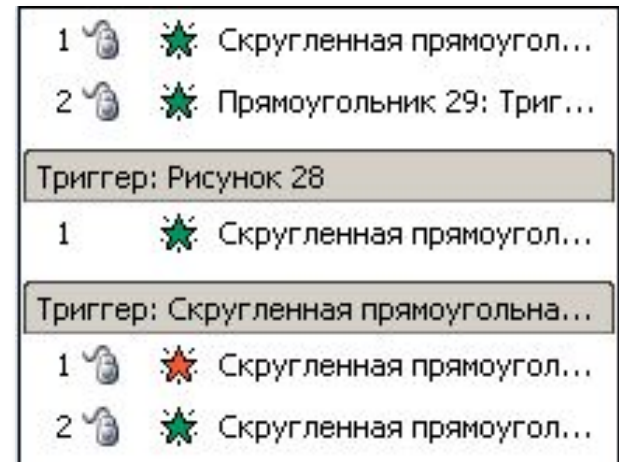 1 Скругленная прямоугол...
2 Прямоугольник 29: Триг...
Триггер: Рисунок 28
1 Скругленная прямоугол...
Триггер: Скругленная прямоугольна...
1 Скругленная прямоугол...
2 Скругленная прямоугол...